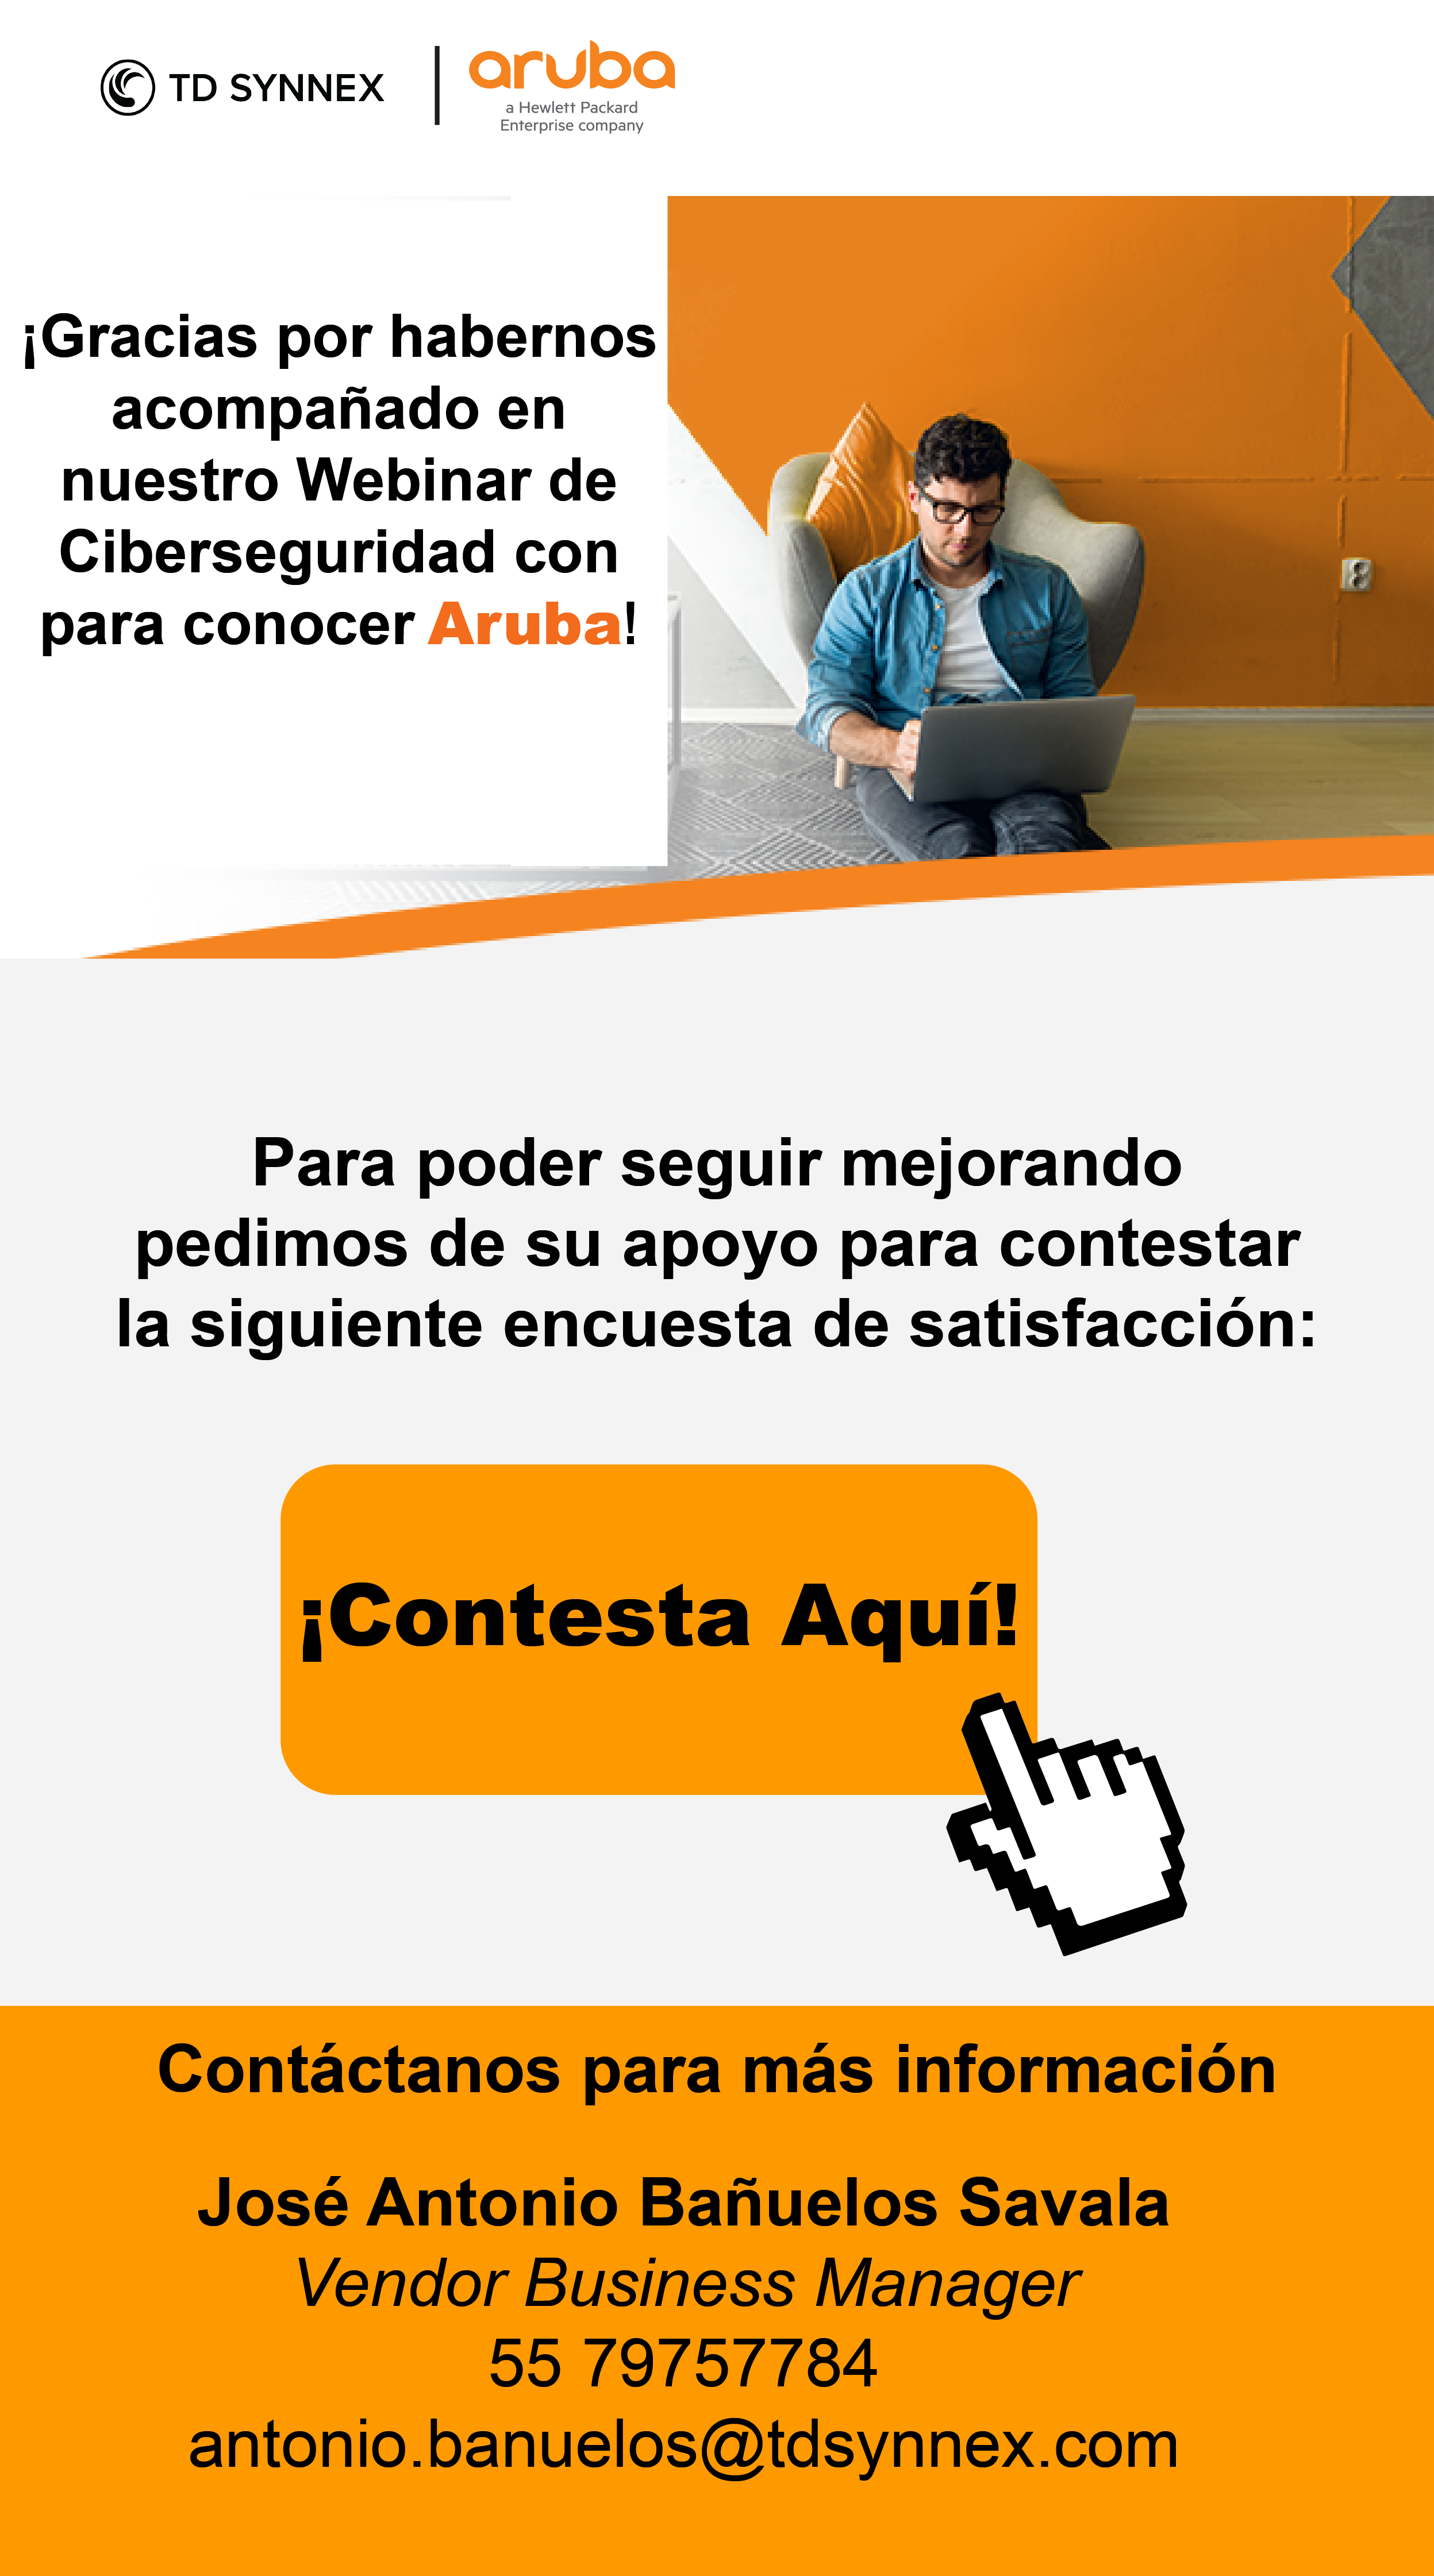 TD SYNNEX
aruba
a Hewlett Packard
Enterprise company
¡Gracias por habernos
acompañado en
nuestro Webinar de
Ciberseguridad con
para conocer Aruba!
Para poder seguir mejorando
pedimos de su apoyo para contestar
la siguiente encuesta de satisfacción:
¡Contesta Aquí!
Contáctanos para más información
José Antonio Bañuelos Savala
Vendor Business Manager
55 79757784
antonio.banuelos@tdsynnex.com